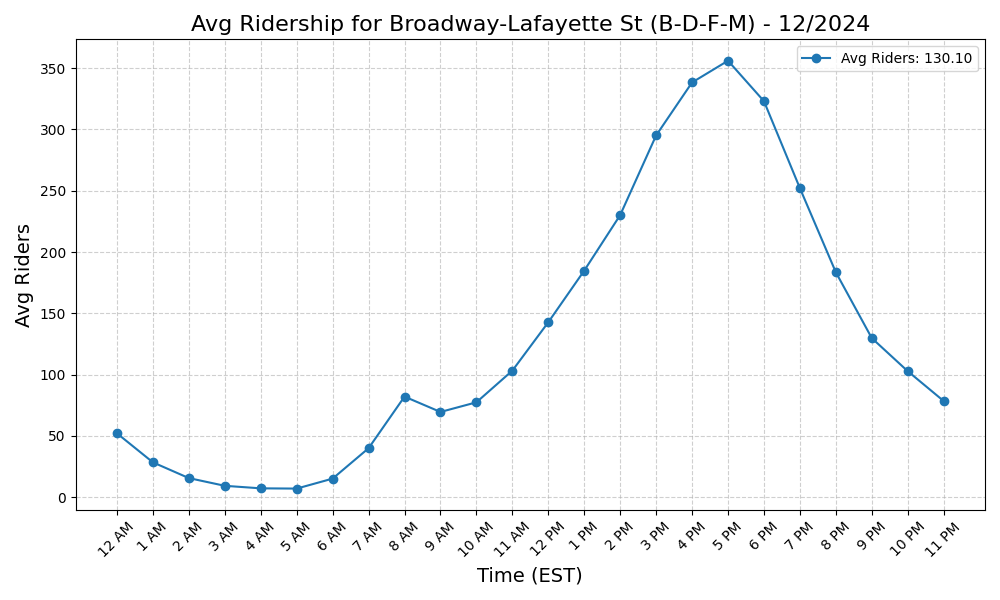 Avg Ridership for Broadway-Lafayette St (B-D-F-M) - 12/2024
Avg Riders: 130.10
Avg Riders
350
300
250
200
150
100
50
0
12 AM
1 AM
2 AM
3 AM
4 AM
5 AM
6 AM
7 AM
8 AM
9 AM
10 AM
11 AM
12 PM
1 PM
2 PM
3 PM
4 PM
5 PM
6 PM
7 PM
8 PM
9 PM
10 PM
11 PM
Time (EST)